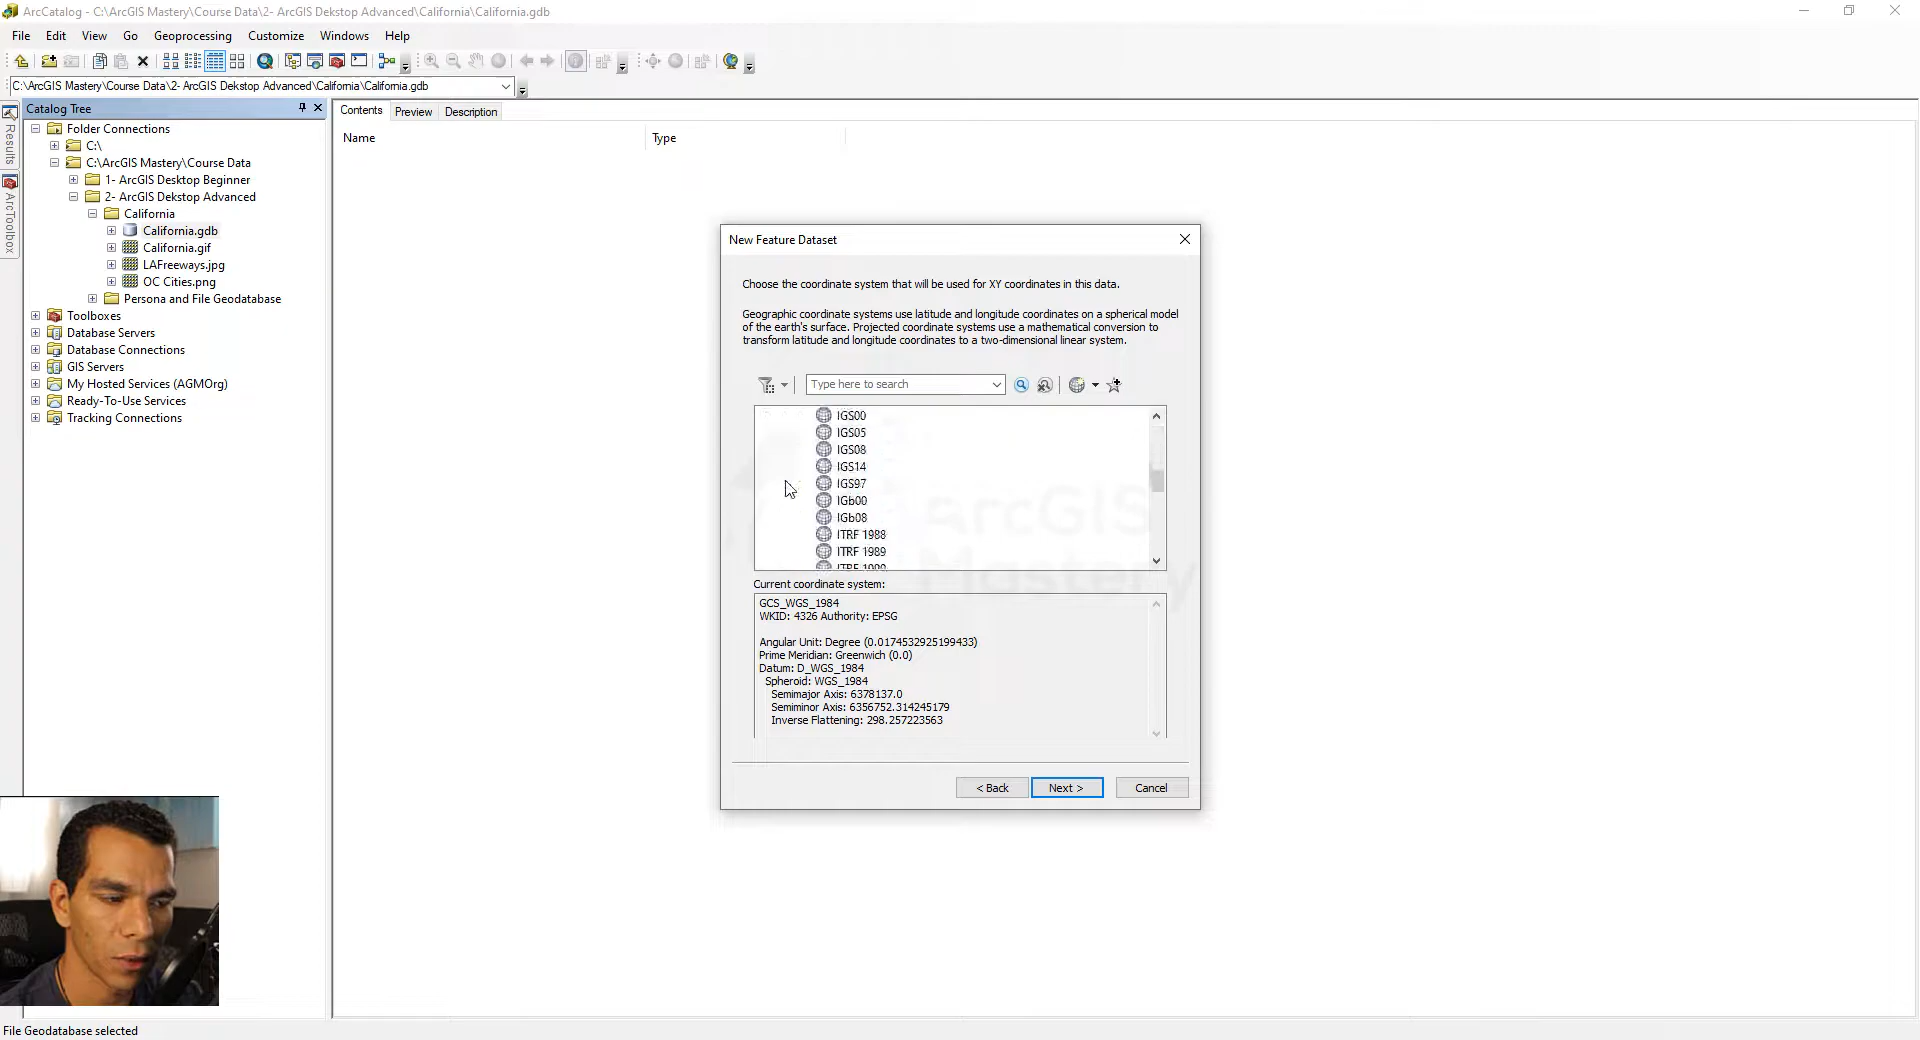 ArcCatalog - C:\ArcGIS Mastery\Course Data\2- ArcGIS Dekstop Advanced\California\California.gdb
File Edit View Go Geoprocessing Customize Windows Help
C:\ArcGIS Mastery\Course Data\2- ArcGIS Dekstop Advanced\California\California.gdb
Results
ArcToolbox
Catalog Tree
Folder Connections
C:\
C:\ArcGIS Mastery\Course Data
1- ArcGIS Desktop Beginner
2- ArcGIS Dekstop Advanced
California
California.gdb
California.gif
LAFreeways.jpg
OC Cities.png
Persona and File Geodatabase
Toolboxes
Database Servers
Database Connections
GIS Servers
My Hosted Services (AGMOrg)
Ready-To-Use Services
Tracking Connections
Contents Preview Description
Name Type
New Feature Dataset
Choose the coordinate system that will be used for XY coordinates in this data.
Geographic coordinate systems use latitude and longitude coordinates on a spherical model
of the earth's surface. Projected coordinate systems use a mathematical conversion to
transform latitude and longitude coordinates to a two-dimensional linear system.
Type here to search
IGS00
IGS05
IGS08
IGS14
IGS97
IGb00
IGb08
ITRF 1988
ITRF 1989
ArcGIS
Mastery
Current coordinate system:
GCS_WGS_1984
WKID: 4326 Authority: EPSG
Angular Unit: Degree (0.0174532925199433)
Prime Meridian: Greenwich (0.0)
Datum: D_WGS_1984
Spheroid: WGS_1984
Semimajor Axis: 6378137.0
Semiminor Axis: 6356752.314245179
Inverse Flattening: 298.257223563
< Back Next > Cancel
File Geodatabase selected